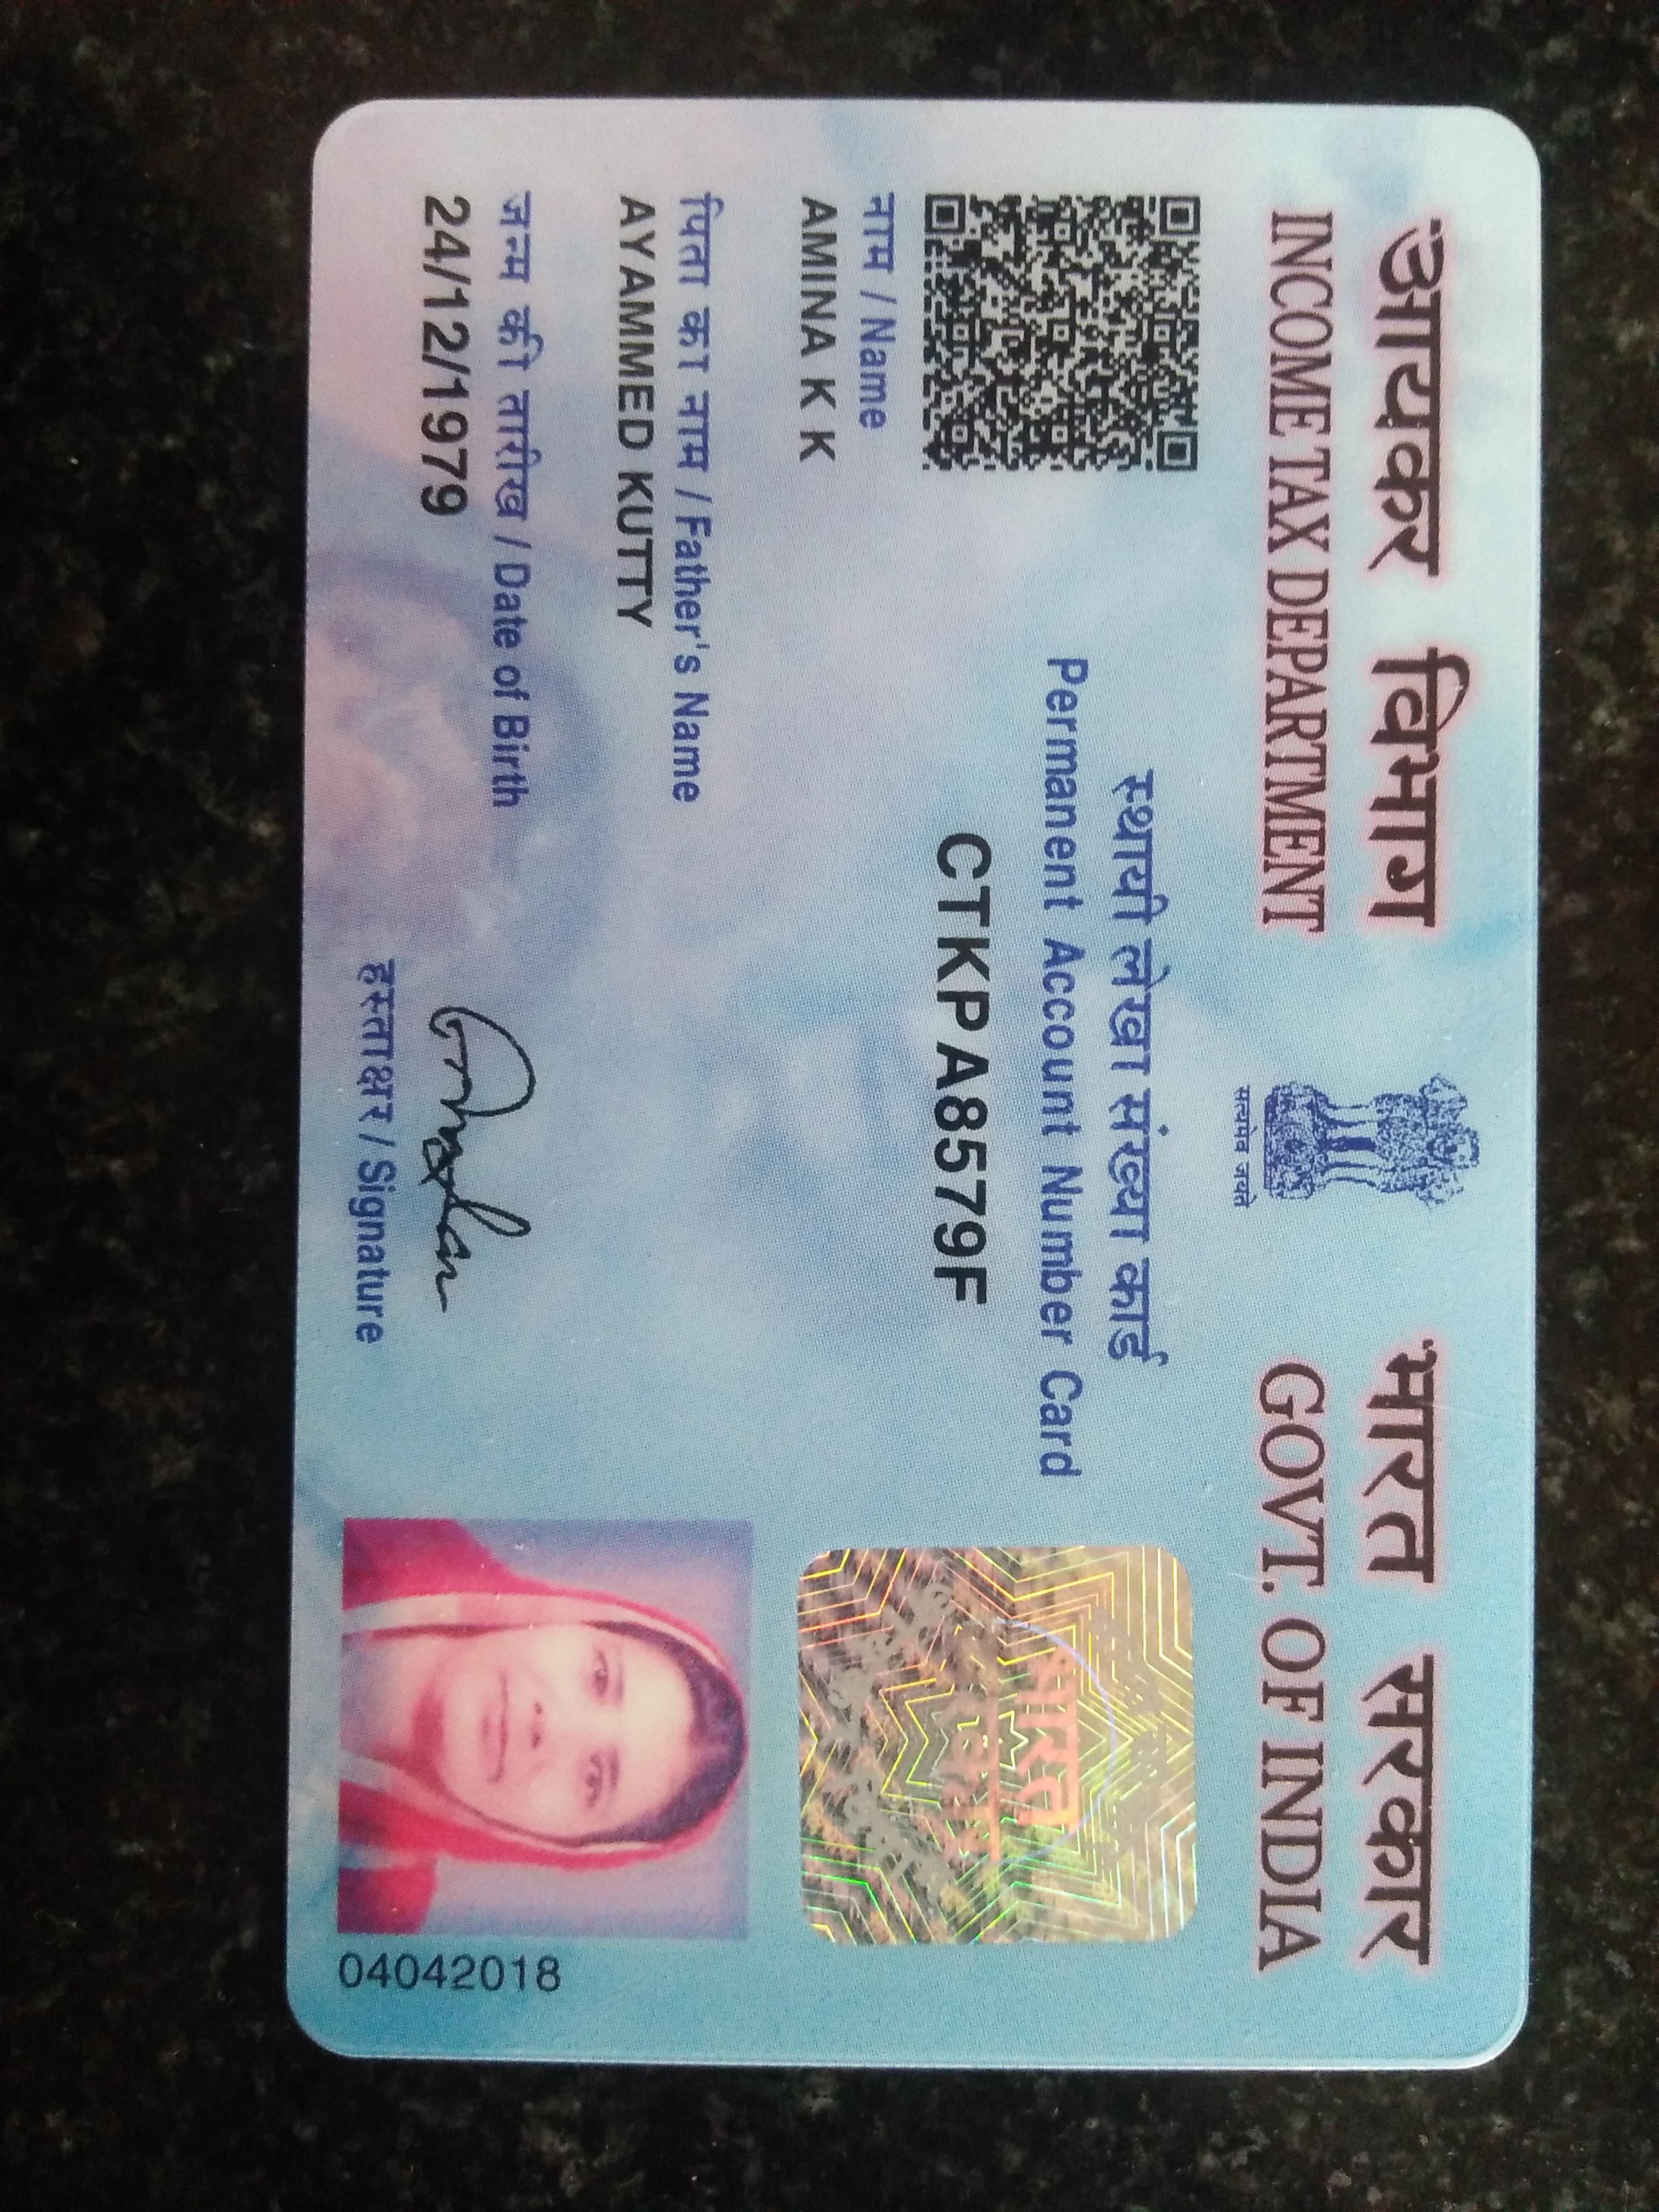 आयकर विभाग
INCOME TAX DEPARTMENT
सत्यमेव जयते
भारत सरकार
GOVT. OF INDIA
स्थायी लेखा संख्या कार्ड
Permanent Account Number Card
CTKPA8579F
नाम / Name
AMINA K K
पिता का नाम / Father's Name
AYAMMED KUTTY
जन्म की तारीख / Date of Birth
24/12/1979
हस्ताक्षर / Signature
भारत
04042018